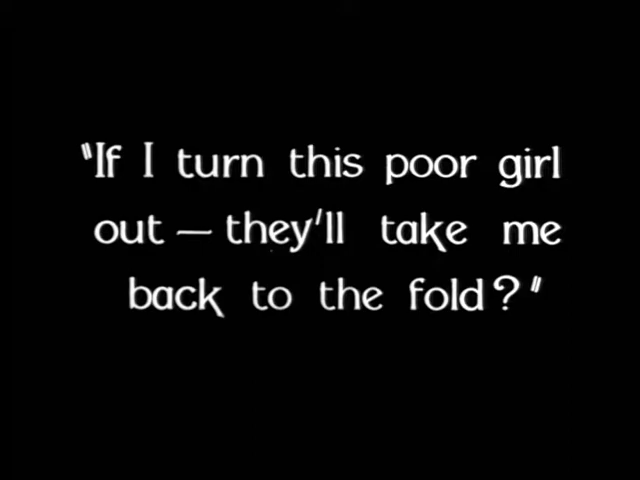 "If I turn this poor girl
out — they'll take me
back to the fold?"